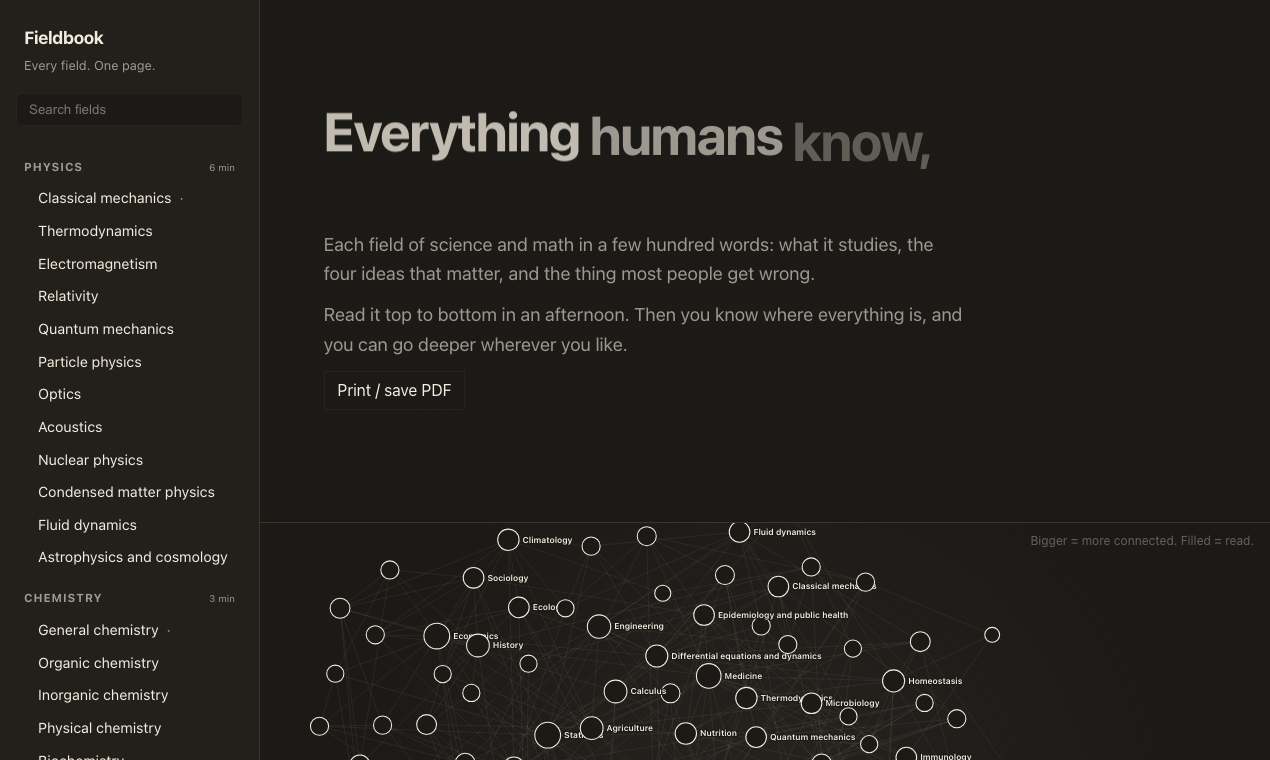 Fieldbook
Every field. One page.
Search fields
PHYSICS 6 min
Classical mechanics ·
Thermodynamics
Electromagnetism
Relativity
Quantum mechanics
Particle physics
Optics
Acoustics
Nuclear physics
Condensed matter physics
Fluid dynamics
Astrophysics and cosmology
CHEMISTRY 3 min
General chemistry ·
Organic chemistry
Inorganic chemistry
Physical chemistry
Biochemistry
Everything humans know,
Each field of science and math in a few hundred words: what it studies, the
four ideas that matter, and the thing most people get wrong.
Read it top to bottom in an afternoon. Then you know where everything is, and
you can go deeper wherever you like.
Print / save PDF
Bigger = more connected. Filled = read.
Fluid dynamics
Climatology
Sociology
Classical mechanics
Epidemiology and public health
Engineering
History
Differential equations and dynamics
Medicine
Homeostasis
Calculus
Microbiology
Agriculture
Nutrition
Quantum mechanics
Immunology